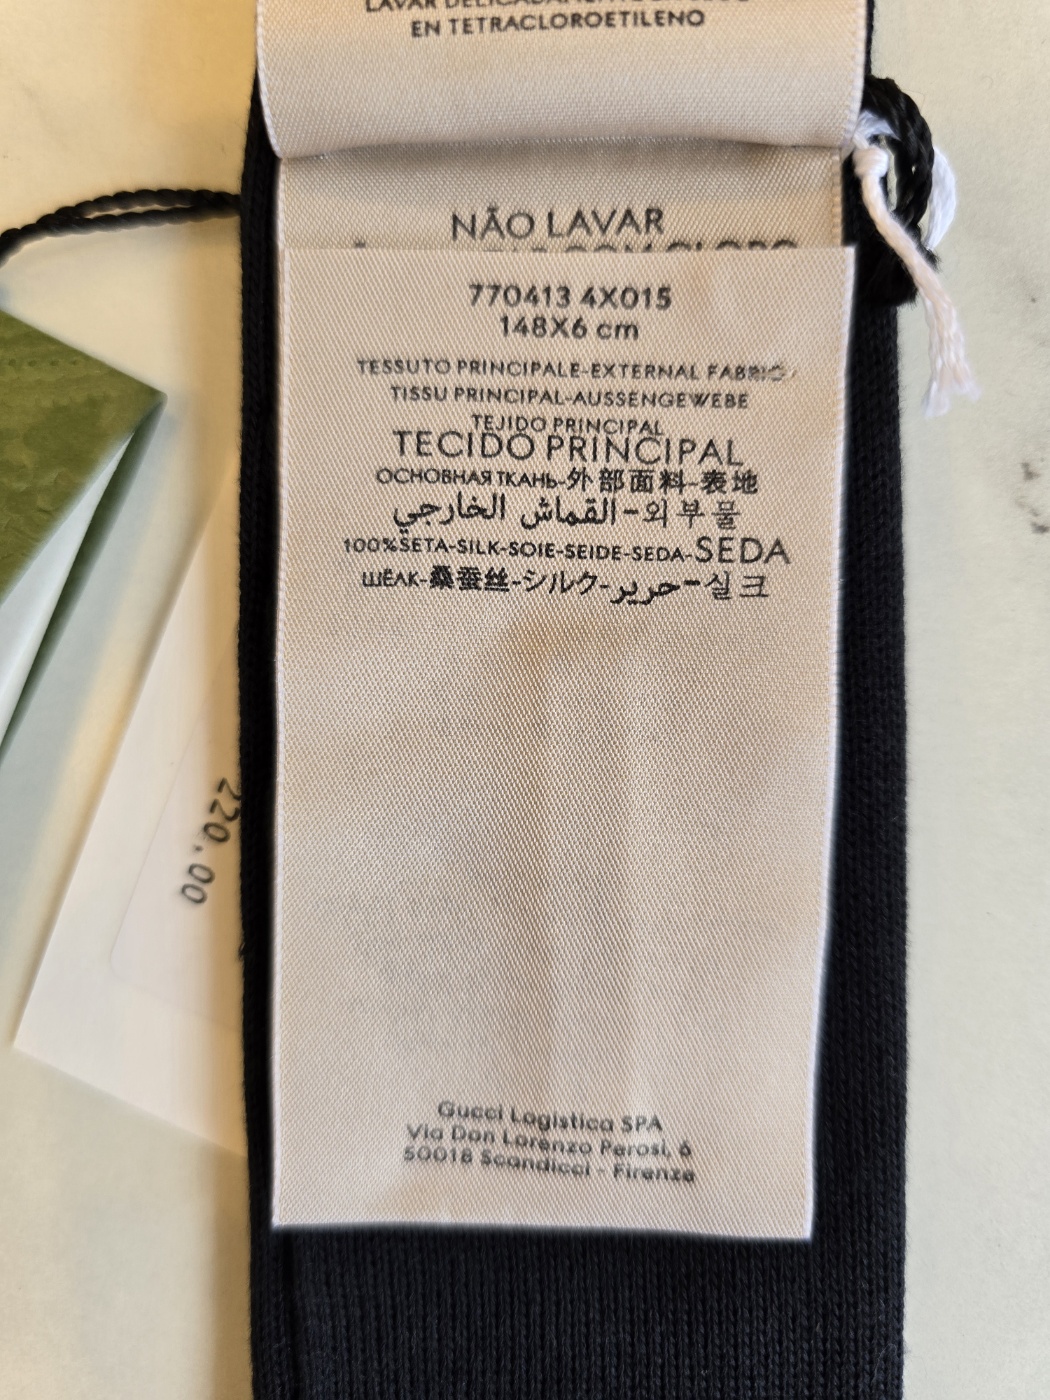 EN TETRACLOROETILENO
NÃO LAVAR
770413 4X015
148X6 cm
TESSUTO PRINCIPALE-EXTERNAL FABRIC-
TISSU PRINCIPAL-AUSSENGEWEBE
TEJIDO PRINCIPAL
TECIDO PRINCIPAL
ОСНОВНАЯ ТКАНЬ-外部面料-表地
القماش الخارجي-외부물
100%SETA-SILK-SOIE-SEIDE-SEDA-SEDA
ШЁЛК-桑蚕丝-シルク-حرير-실크
Gucci Logistica SPA
Via Don Lorenzo Perosi, 6
50018 Scandicci - Firenze
220,00